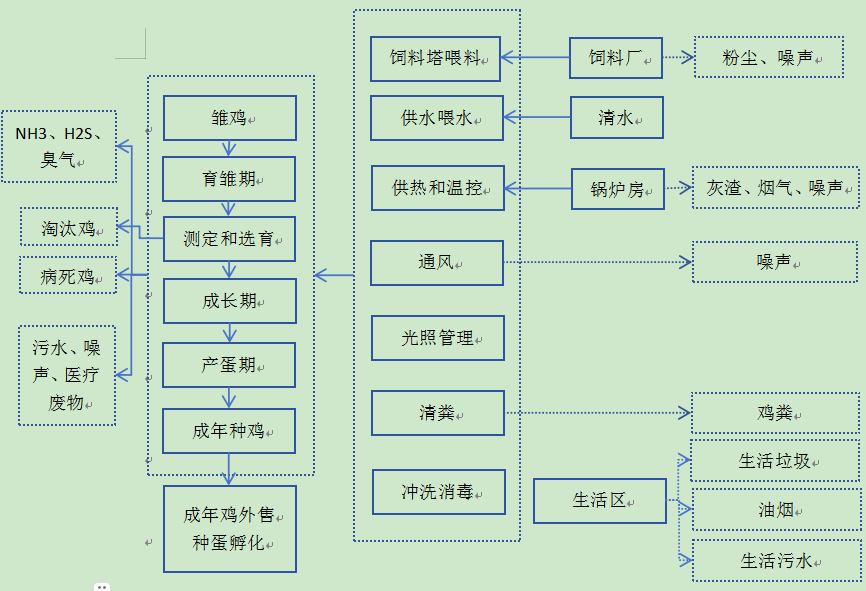 NH3、H2S、
臭气
淘汰鸡
病死鸡
污水、噪
声、医疗
废物
雏鸡
育雏期
测定和选育
成长期
产蛋期
成年种鸡
成年鸡外售
种蛋孵化
饲料塔喂料
供水喂水
供热和温控
通风
光照管理
清粪
冲洗消毒
饲料厂
清水
锅炉房
生活区
粉尘、噪声
灰渣、烟气、噪声
噪声
鸡粪
生活垃圾
油烟
生活污水